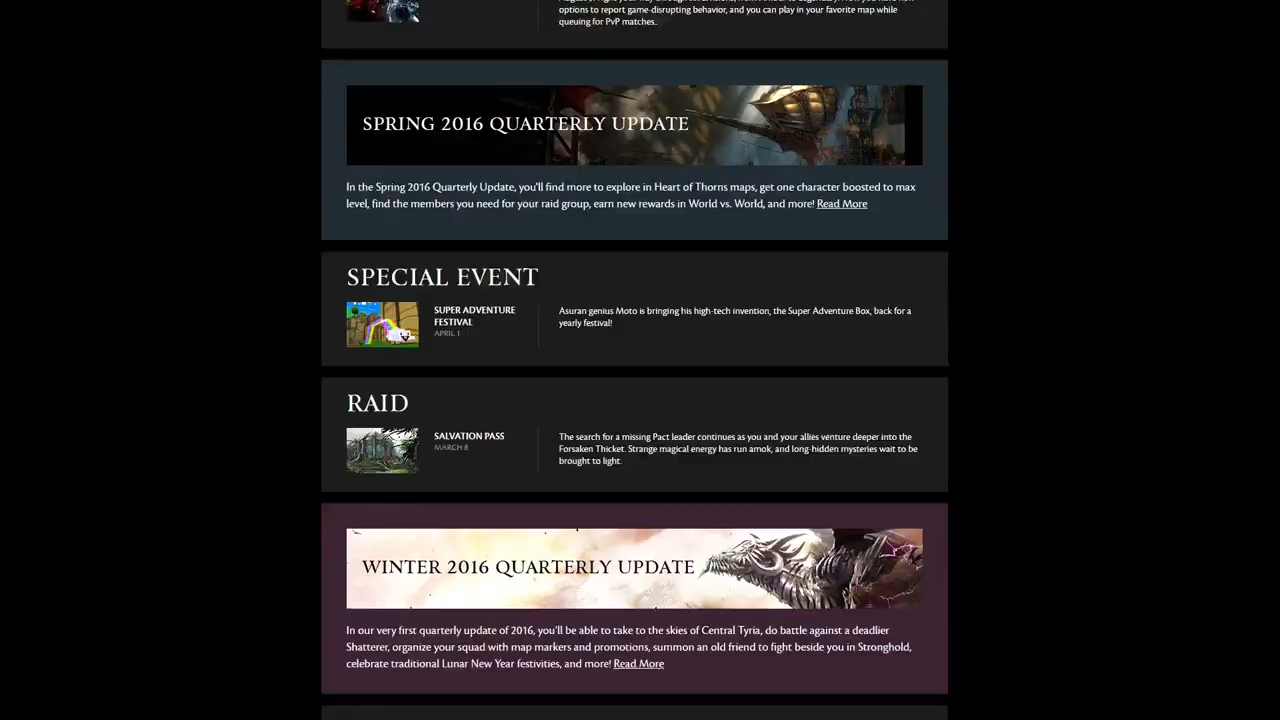 options to report game-disrupting behavior, and you can play in your favorite map while
queuing for PvP matches.
SPRING 2016 QUARTERLY UPDATE
In the Spring 2016 Quarterly Update, you'll find more to explore in Heart of Thorns maps, get one character boosted to max
level, find the members you need for your raid group, earn new rewards in World vs. World, and more! Read More
SPECIAL EVENT
SUPER ADVENTURE
FESTIVAL
APRIL 1
Asuran genius Moto is bringing his high-tech invention, the Super Adventure Box, back for a
yearly festival!
RAID
SALVATION PASS
MARCH 8
The search for a missing Pact leader continues as you and your allies venture deeper into the
Forsaken Thicket. Strange magical energy has run amok, and long-hidden mysteries wait to be
brought to light.
WINTER 2016 QUARTERLY UPDATE
In our very first quarterly update of 2016, you'll be able to take to the skies of Central Tyria, do battle against a deadlier
Shatterer, organize your squad with map markers and promotions, summon an old friend to fight beside you in Stronghold,
celebrate traditional Lunar New Year festivities, and more! Read More